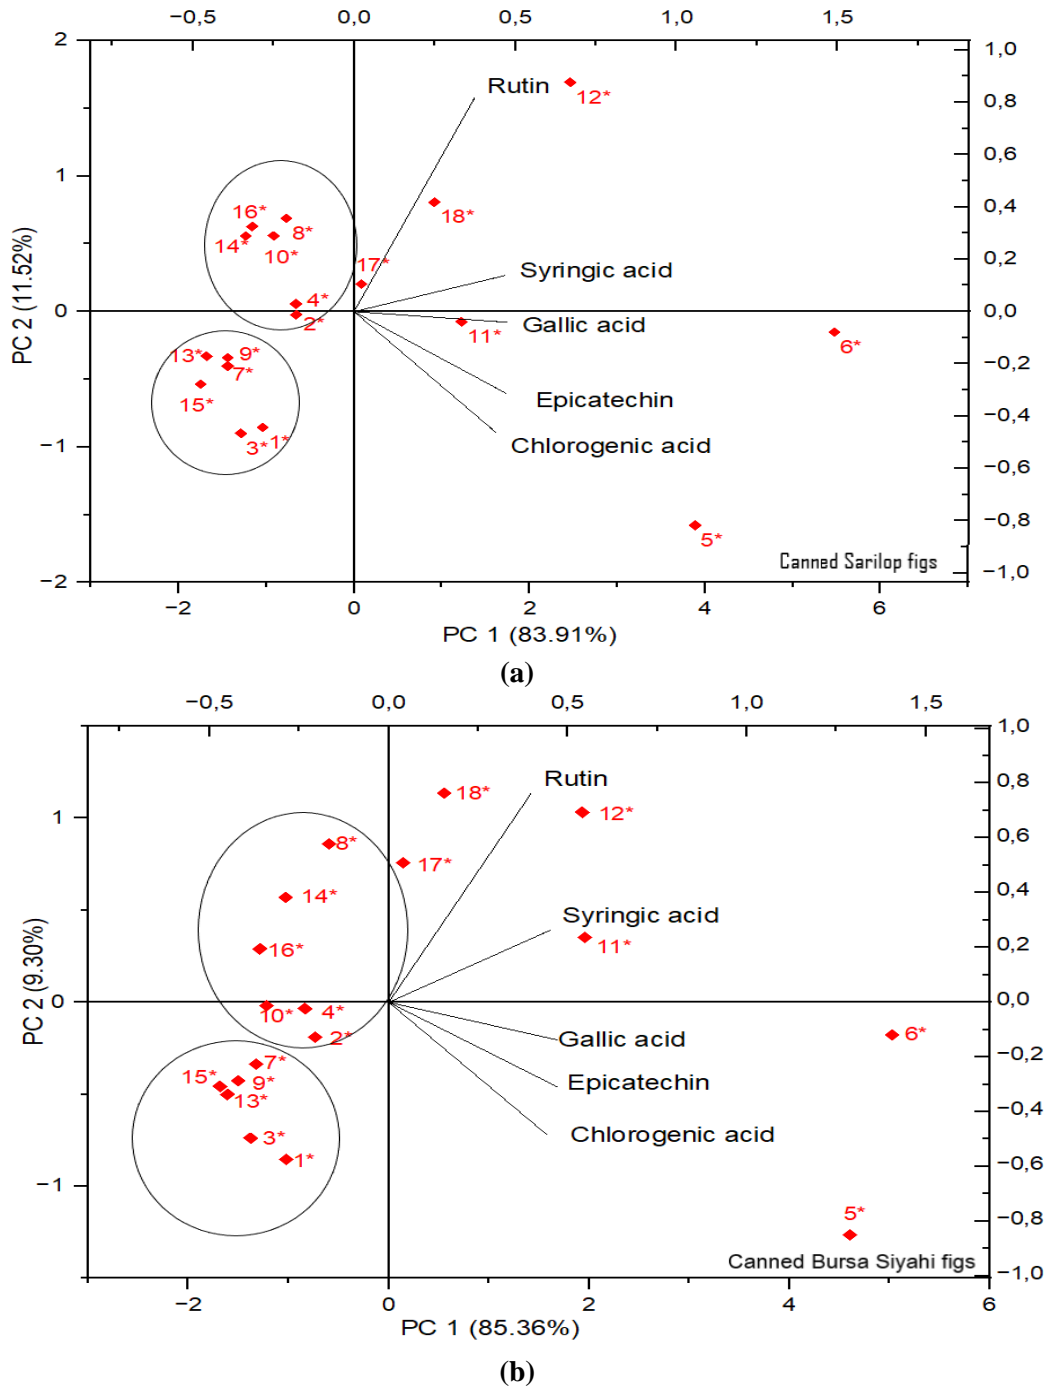 −0,5 0,0 0,5 1,0 1,5
2 1,0
Rutin
12*
0,8
0,6
1
16*
8*
18*
0,4
14*
10*
17*
0,2
Syringic acid
4*
0 0,0
2*
Gallic acid
11*
6*
13* 9*
−0,2
7*
15*
Epicatechin
−0,4
3* 1*
Chlorogenic acid
−1
−0,6
5*
−0,8
Canned Sarilop figs
−2 −1,0
−2 0 2 4 6
PC 2 (11.52%)
PC 1 (83.91%)
(a)
−0,5 0,0 0,5 1,0 1,5
1,0
Rutin
18*
0,8
1
12*
8*
17*
0,6
14*
0,4
Syringic acid
16*
11*
0,2
0 0,0
10* 4*
2*
Gallic acid
6*
−0,2
7*
15* 9*
Epicatechin
13*
−0,4
3*
Chlorogenic acid
1*
−1
−0,6
5*
−0,8
Canned Bursa Siyahi figs
−1,0
−2 0 2 4 6
PC 2 (9.30%)
PC 1 (85.36%)
(b)